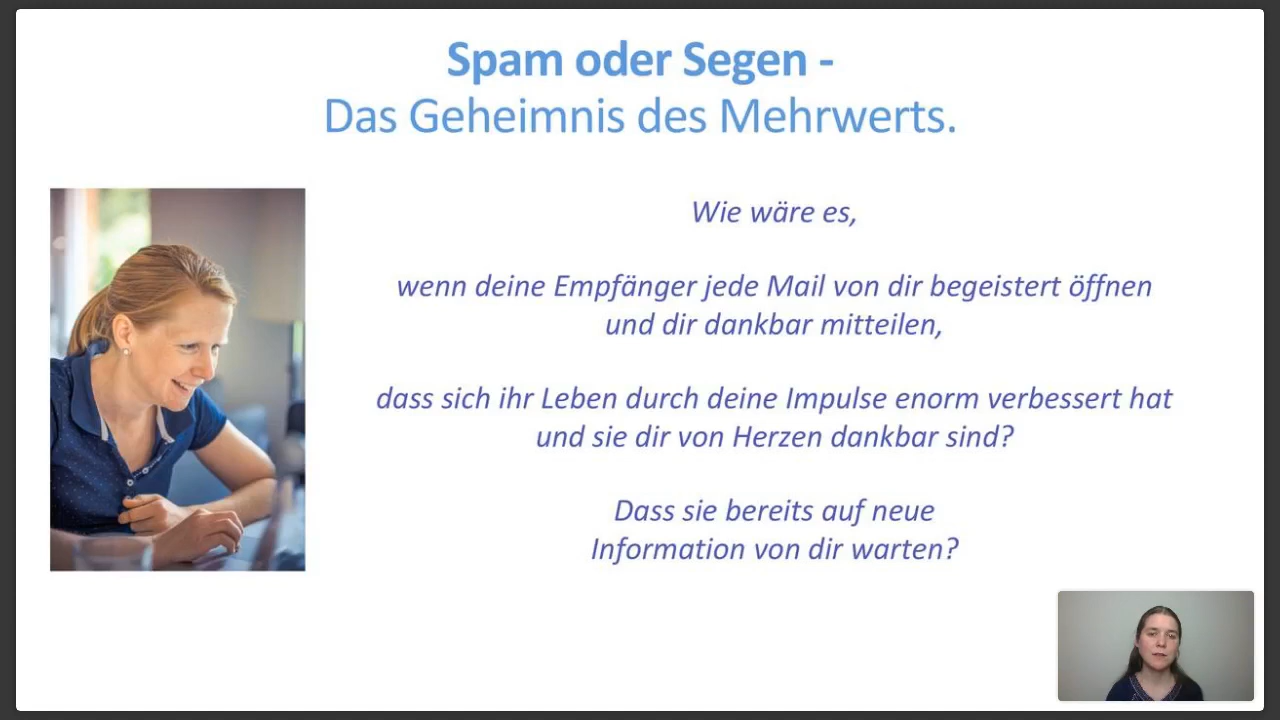 Spam oder Segen -
Das Geheimnis des Mehrwerts.
Wie wäre es,
wenn deine Empfänger jede Mail von dir begeistert öffnen
und dir dankbar mitteilen,
dass sich ihr Leben durch deine Impulse enorm verbessert hat
und sie dir von Herzen dankbar sind?
Dass sie bereits auf neue
Information von dir warten?